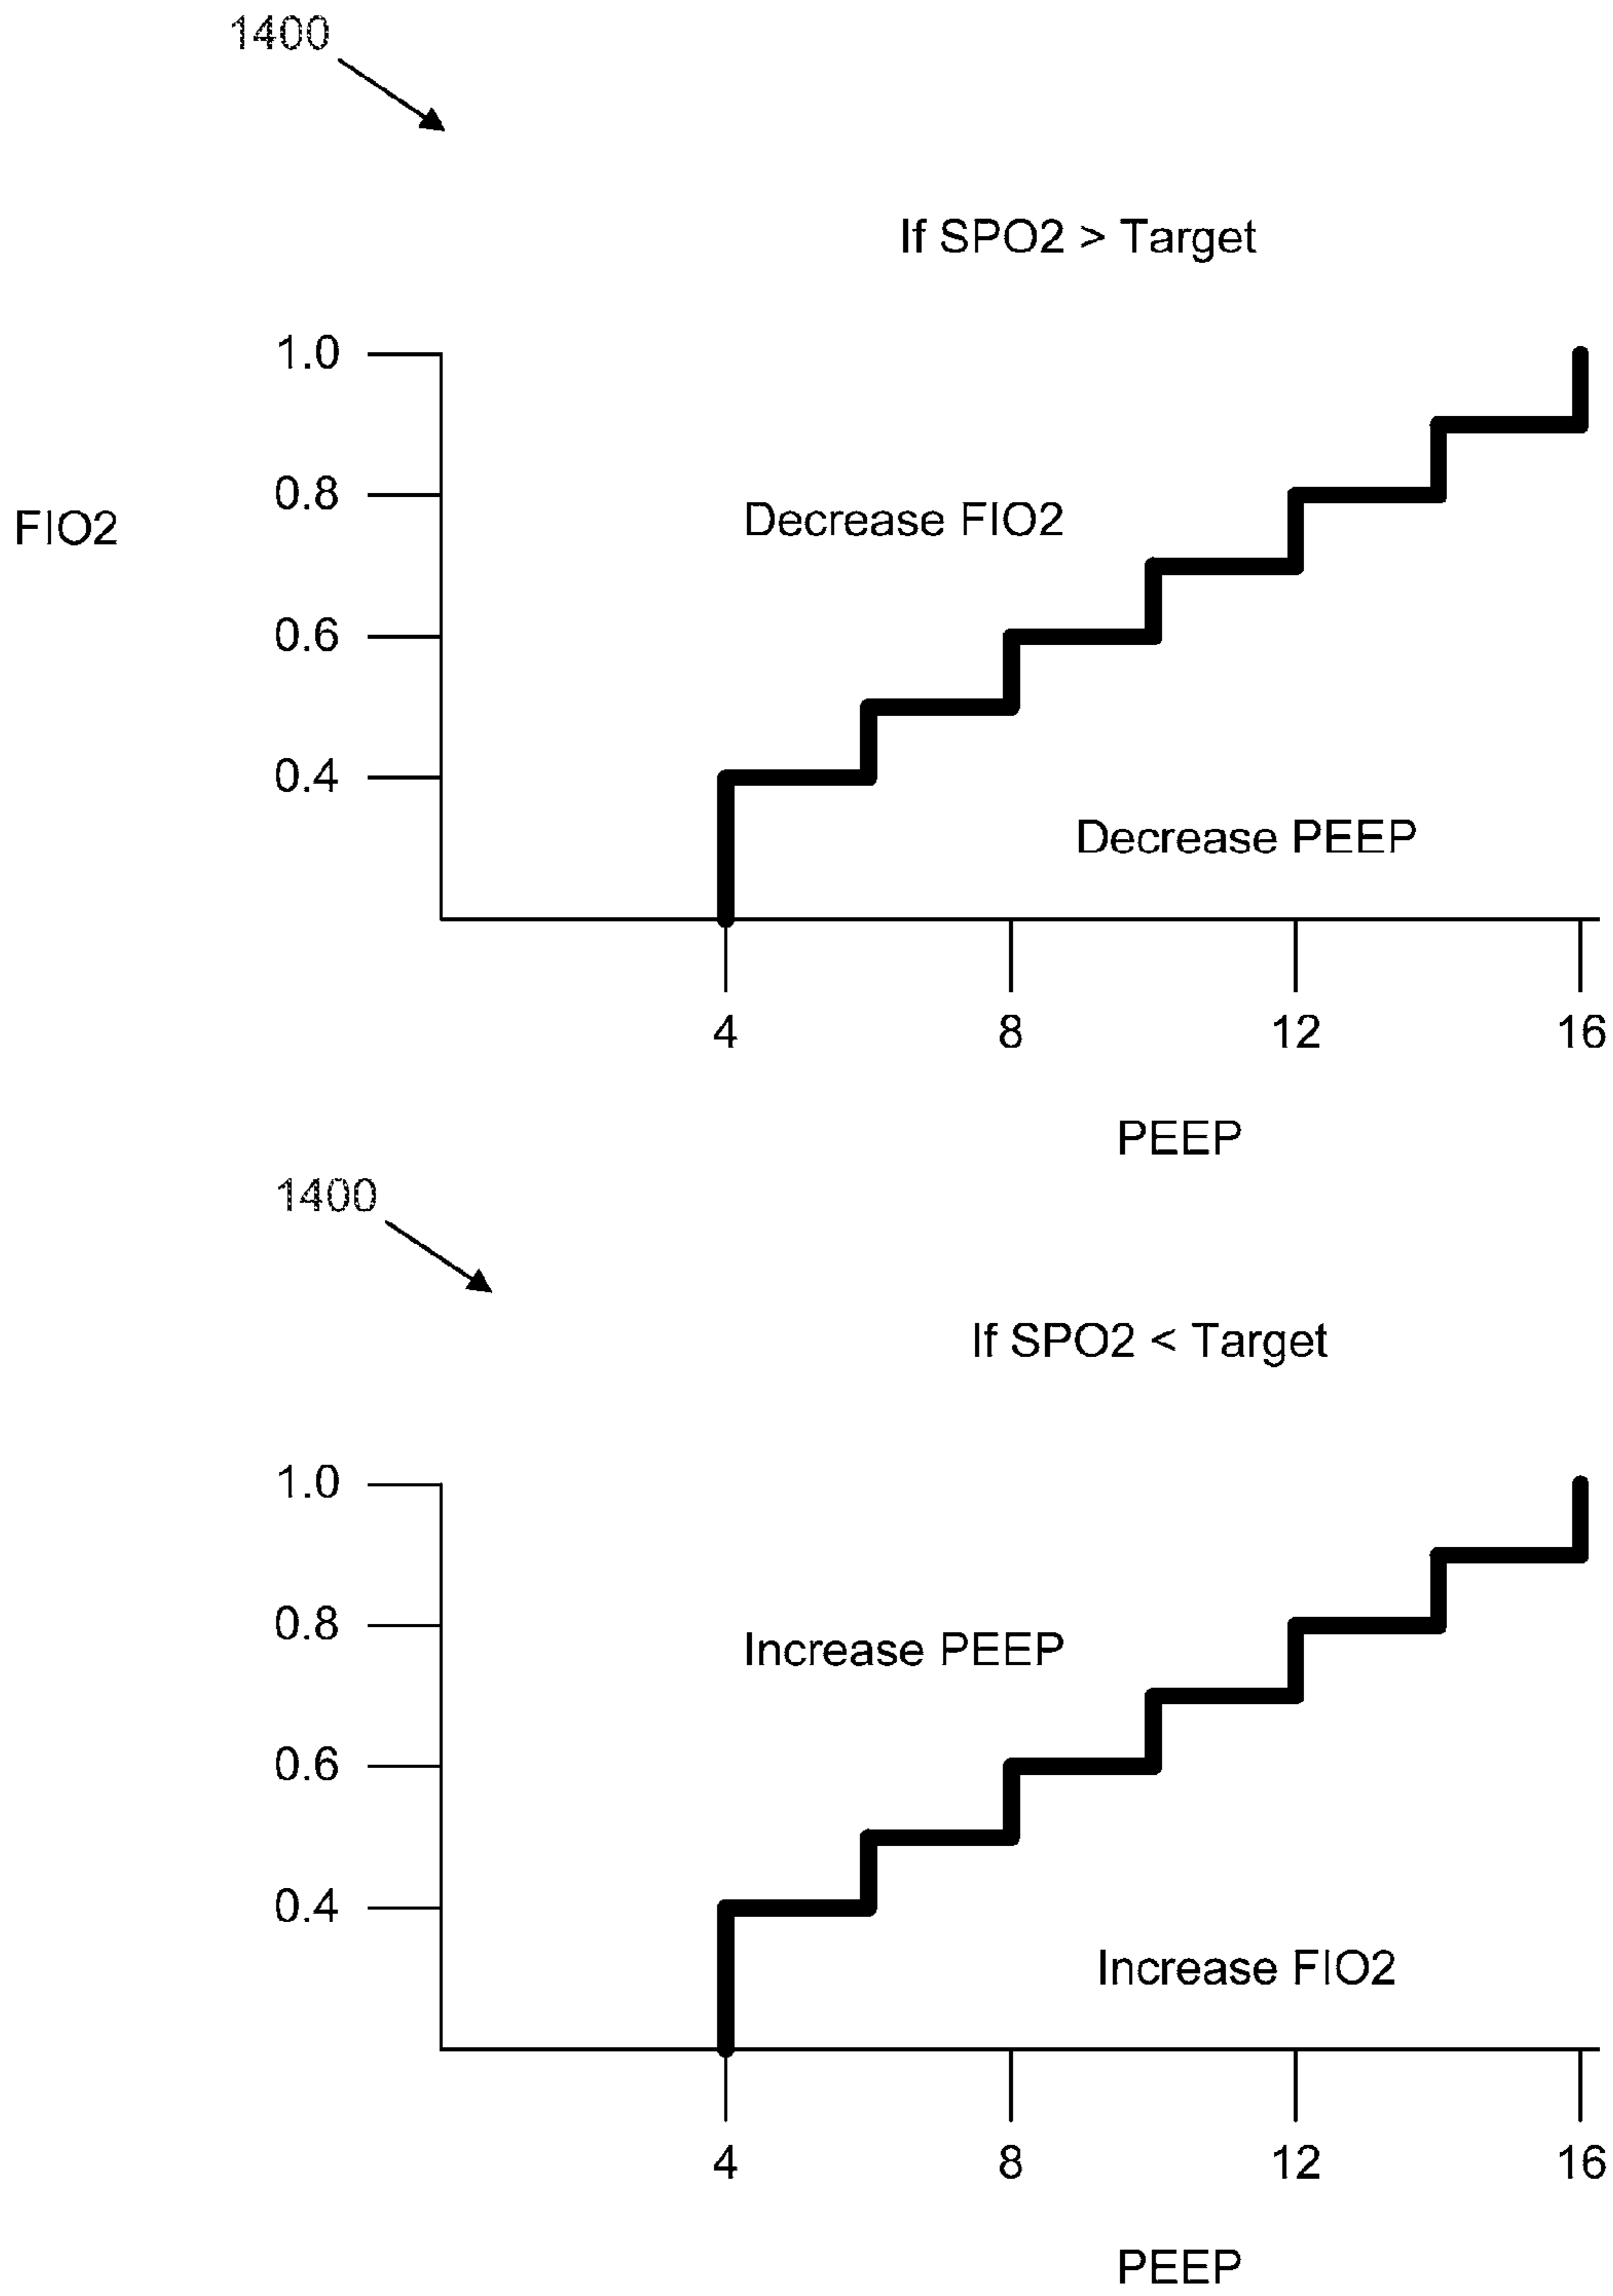 1400
If SPO2 > Target
1.0
0.8
Decrease FIO2
FIO2
0.6
0.4
Decrease PEEP
4 8 12 16
PEEP
1400
If SPO2 < Target
1.0
0.8
Increase PEEP
0.6
0.4
Increase FIO2
4 8 12 16
PEEP